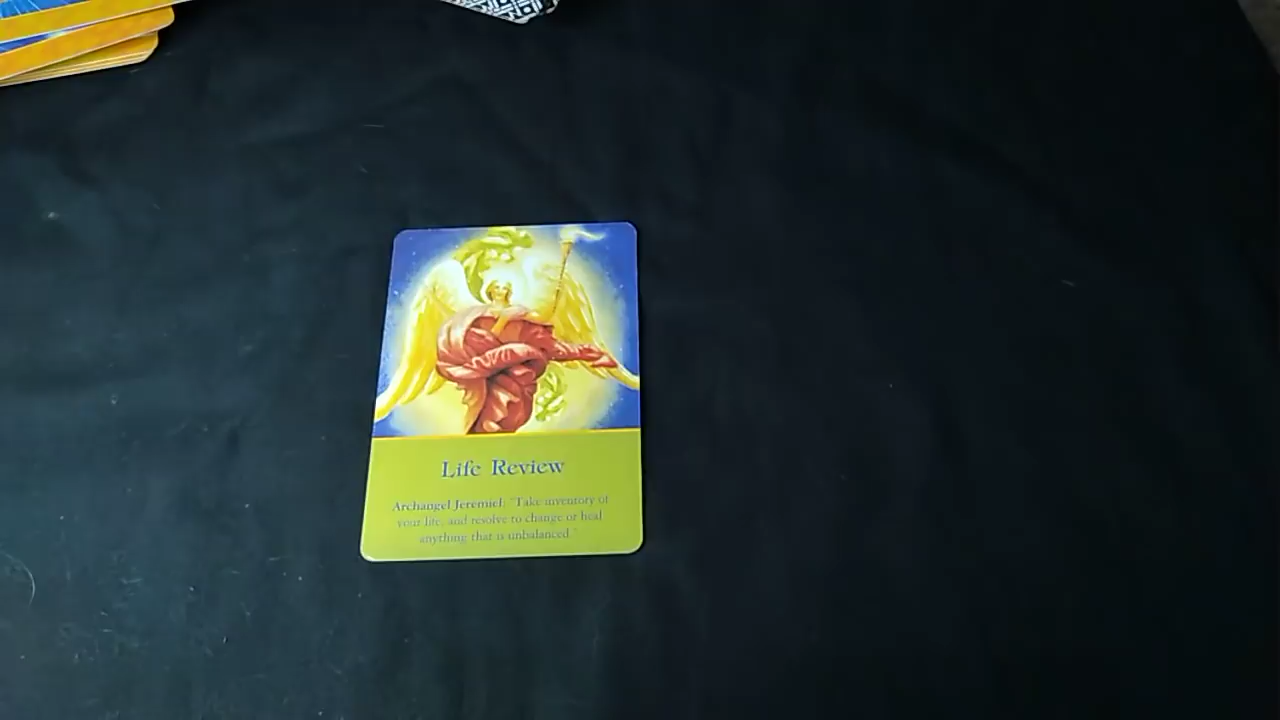 Life Review
Archangel Jeremiel: "Take inventory of
your life, and resolve to change or heal
anything that is unbalanced."